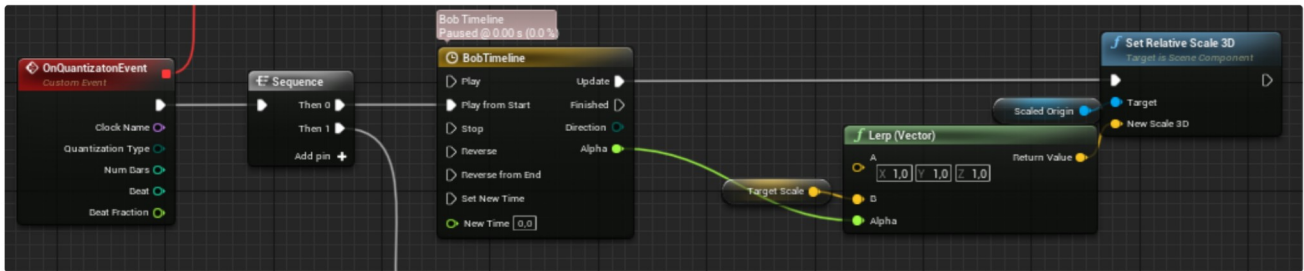 Bob Timeline
Paused @ 0.00 s (0.0 %)
OnQuantizatonEvent
Custom Event
Clock Name
Quantization Type
Num Bars
Beat
Beat Fraction
Sequence
Then 0
Then 1
Add pin
BobTimeline
Play
Update
Play from Start
Finished
Stop
Direction
Reverse
Alpha
Reverse from End
Set New Time
New Time 0,0
Target Scale
Lerp (Vector)
A
X 1,0 Y 1,0 Z 1,0
Return Value
B
Alpha
Scaled Origin
Set Relative Scale 3D
Target is Scene Component
Target
New Scale 3D